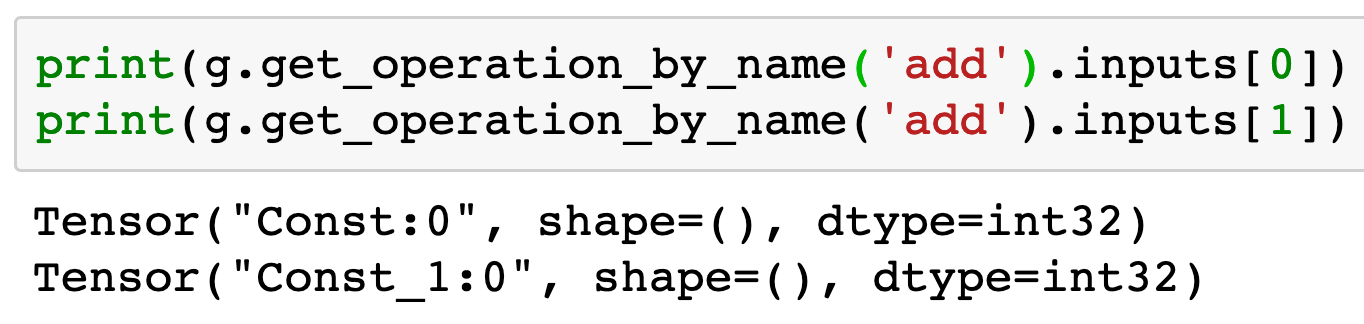 print(g.get_operation_by_name('add').inputs[0])
print(g.get_operation_by_name('add').inputs[1])
Tensor("Const:0", shape=(), dtype=int32)
Tensor("Const_1:0", shape=(), dtype=int32)